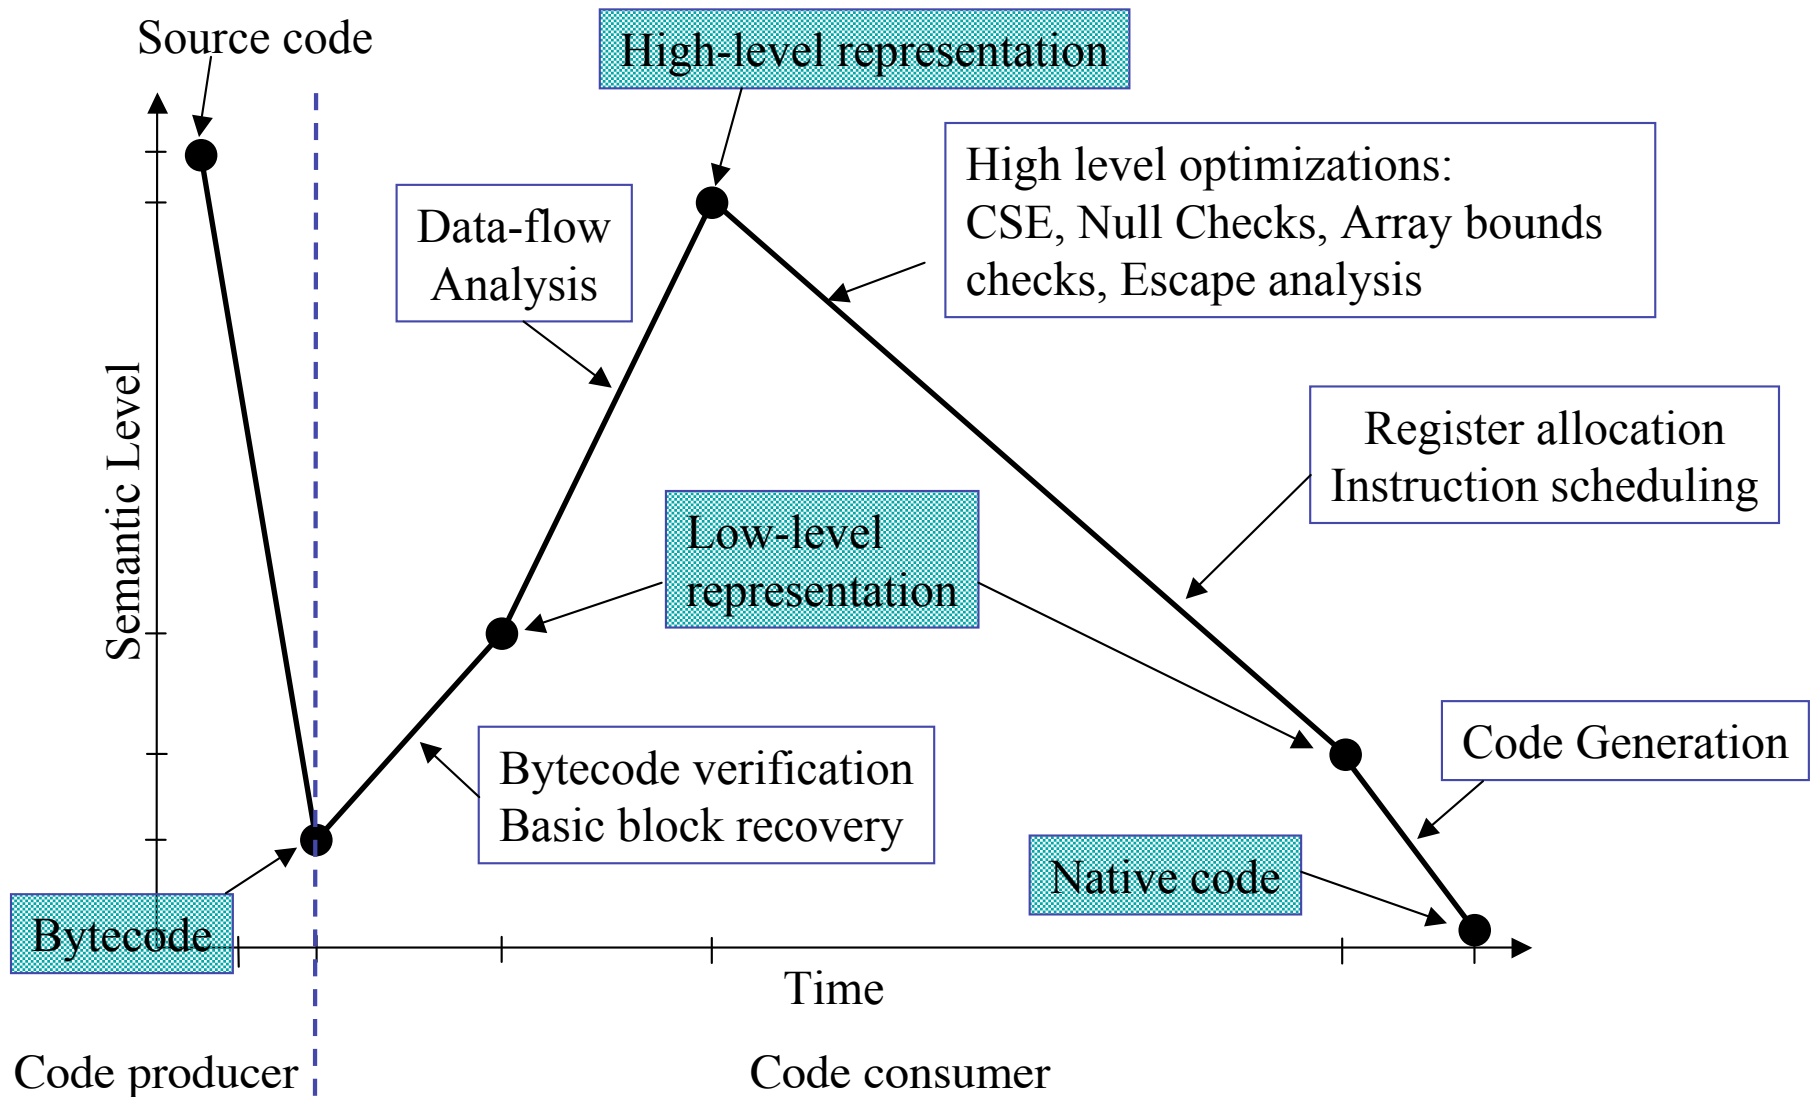 Source code
High-level representation
High level optimizations:
CSE, Null Checks, Array bounds
checks, Escape analysis
Data-flow
Analysis
Semantic Level
Register allocation
Instruction scheduling
Low-level
representation
Code Generation
Bytecode verification
Basic block recovery
Native code
Bytecode
Time
Code producer
Code consumer